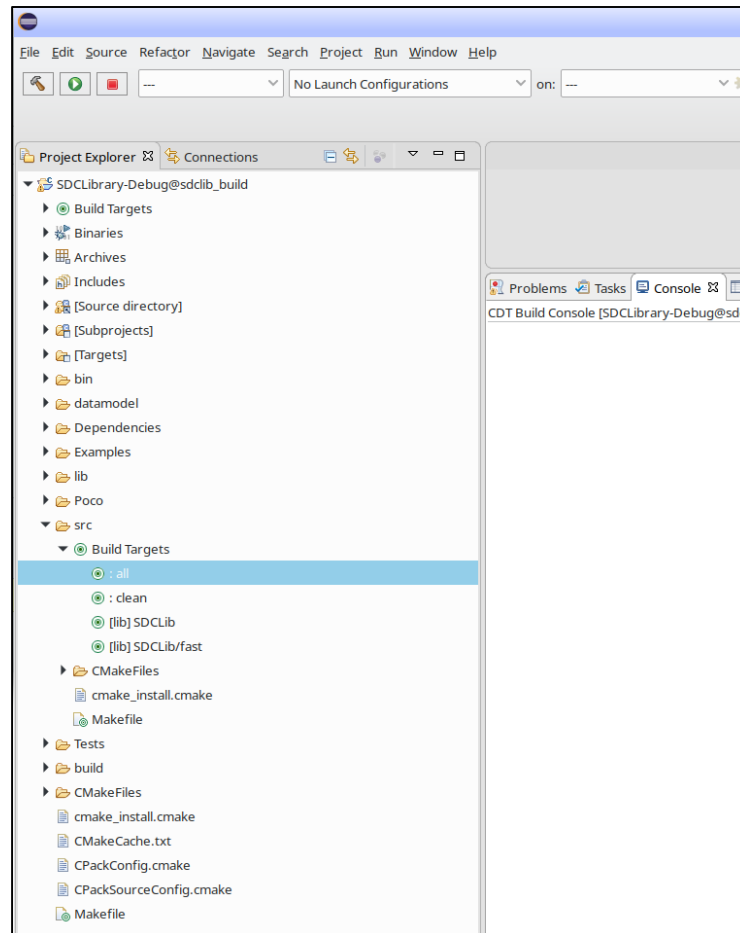 File Edit Source Refactor Navigate Search Project Run Window Help
--- No Launch Configurations on: ---
Project Explorer Connections
SDCLibrary-Debug@sdclib_build
Build Targets
Binaries
Archives
Includes
[Source directory]
[Subprojects]
[Targets]
bin
datamodel
Dependencies
Examples
lib
Poco
src
Build Targets
: all
: clean
[lib] SDCLib
[lib] SDCLib/fast
CMakeFiles
cmake_install.cmake
Makefile
Tests
build
CMakeFiles
cmake_install.cmake
CMakeCache.txt
CPackConfig.cmake
CPackSourceConfig.cmake
Makefile
Problems Tasks Console
CDT Build Console [SDCLibrary-Debug@sd